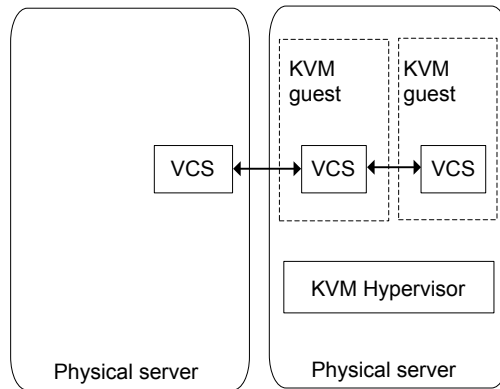 KVM
guest
KVM
guest
VCS
VCS
VCS
KVM Hypervisor
Physical server
Physical server